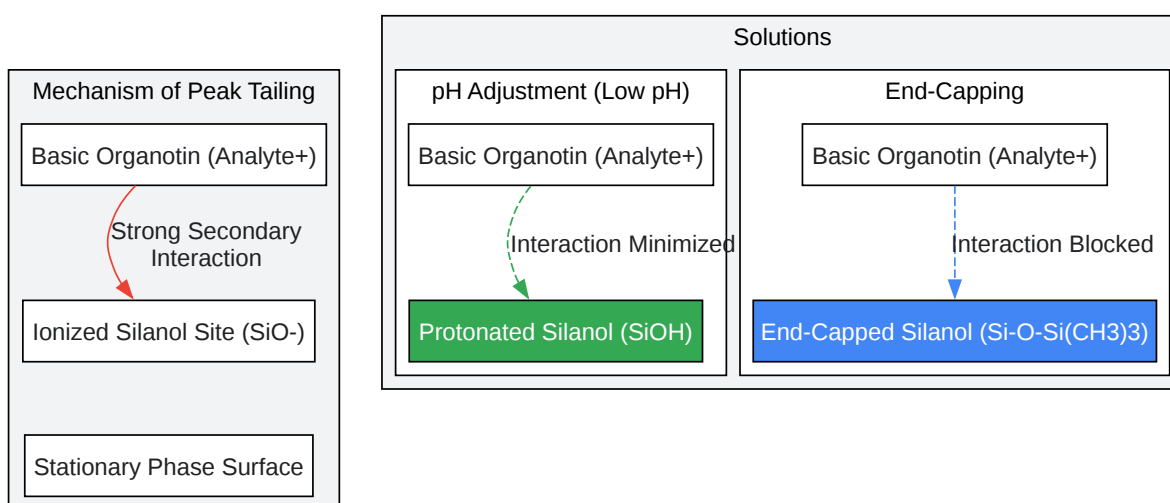 Mechanism of Peak Tailing
Basic Organotin (Analyte+)
Strong Secondary
Interaction
Ionized Silanol Site (SiO-)
Stationary Phase Surface
Solutions
pH Adjustment (Low pH)
Basic Organotin (Analyte+)
Interaction Minimized
Protonated Silanol (SiOH)
End-Capping
Basic Organotin (Analyte+)
Interaction Blocked
End-Capped Silanol (Si-O-Si(CH3)3)